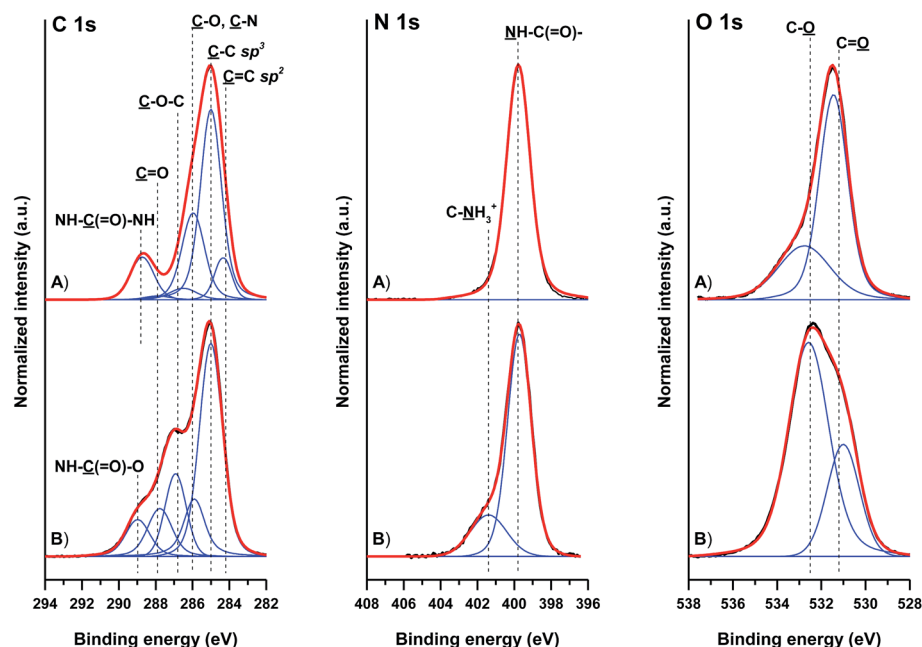 C 1s
C-O, C-N
C-C sp³
C=C sp²
C-O-C
C=O
NH-C(=O)-NH
A)
NH-C(=O)-O
B)
Normalized intensity (a.u.)
294 292 290 288 286 284 282
Binding energy (eV)
N 1s
NH-C(=O)-
C-NH₃⁺
A)
B)
Normalized intensity (a.u.)
408 406 404 402 400 398 396
Binding energy (eV)
O 1s
C-O
C=O
A)
B)
Normalized intensity (a.u.)
538 536 534 532 530 528
Binding energy (eV)